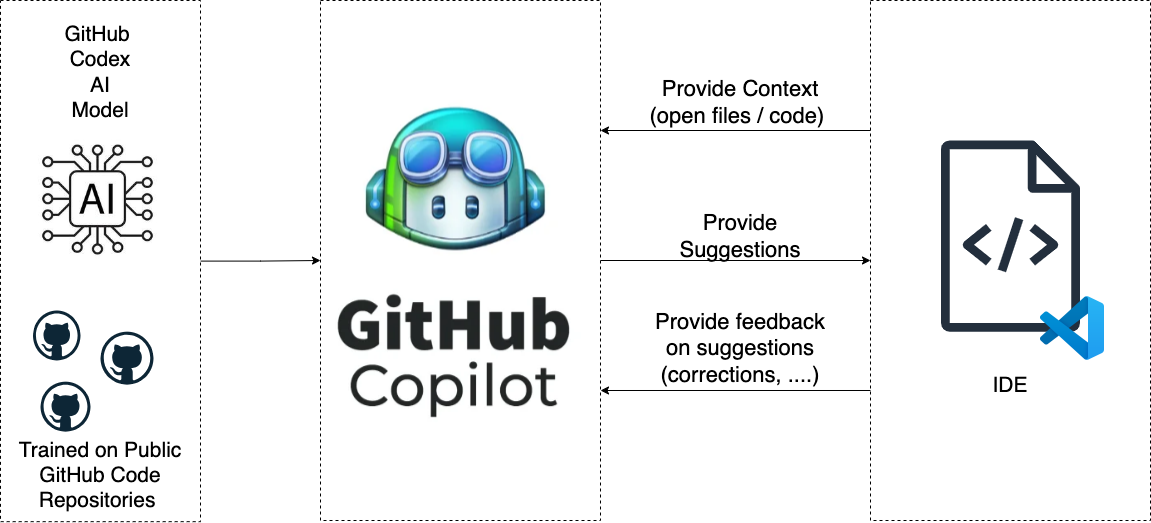 GitHub
Codex
AI
Model
AI
Trained on Public
GitHub Code
Repositories
GitHub
Copilot
Provide Context
(open files / code)
Provide
Suggestions
Provide feedback
on suggestions
(corrections, ....)
</>
IDE